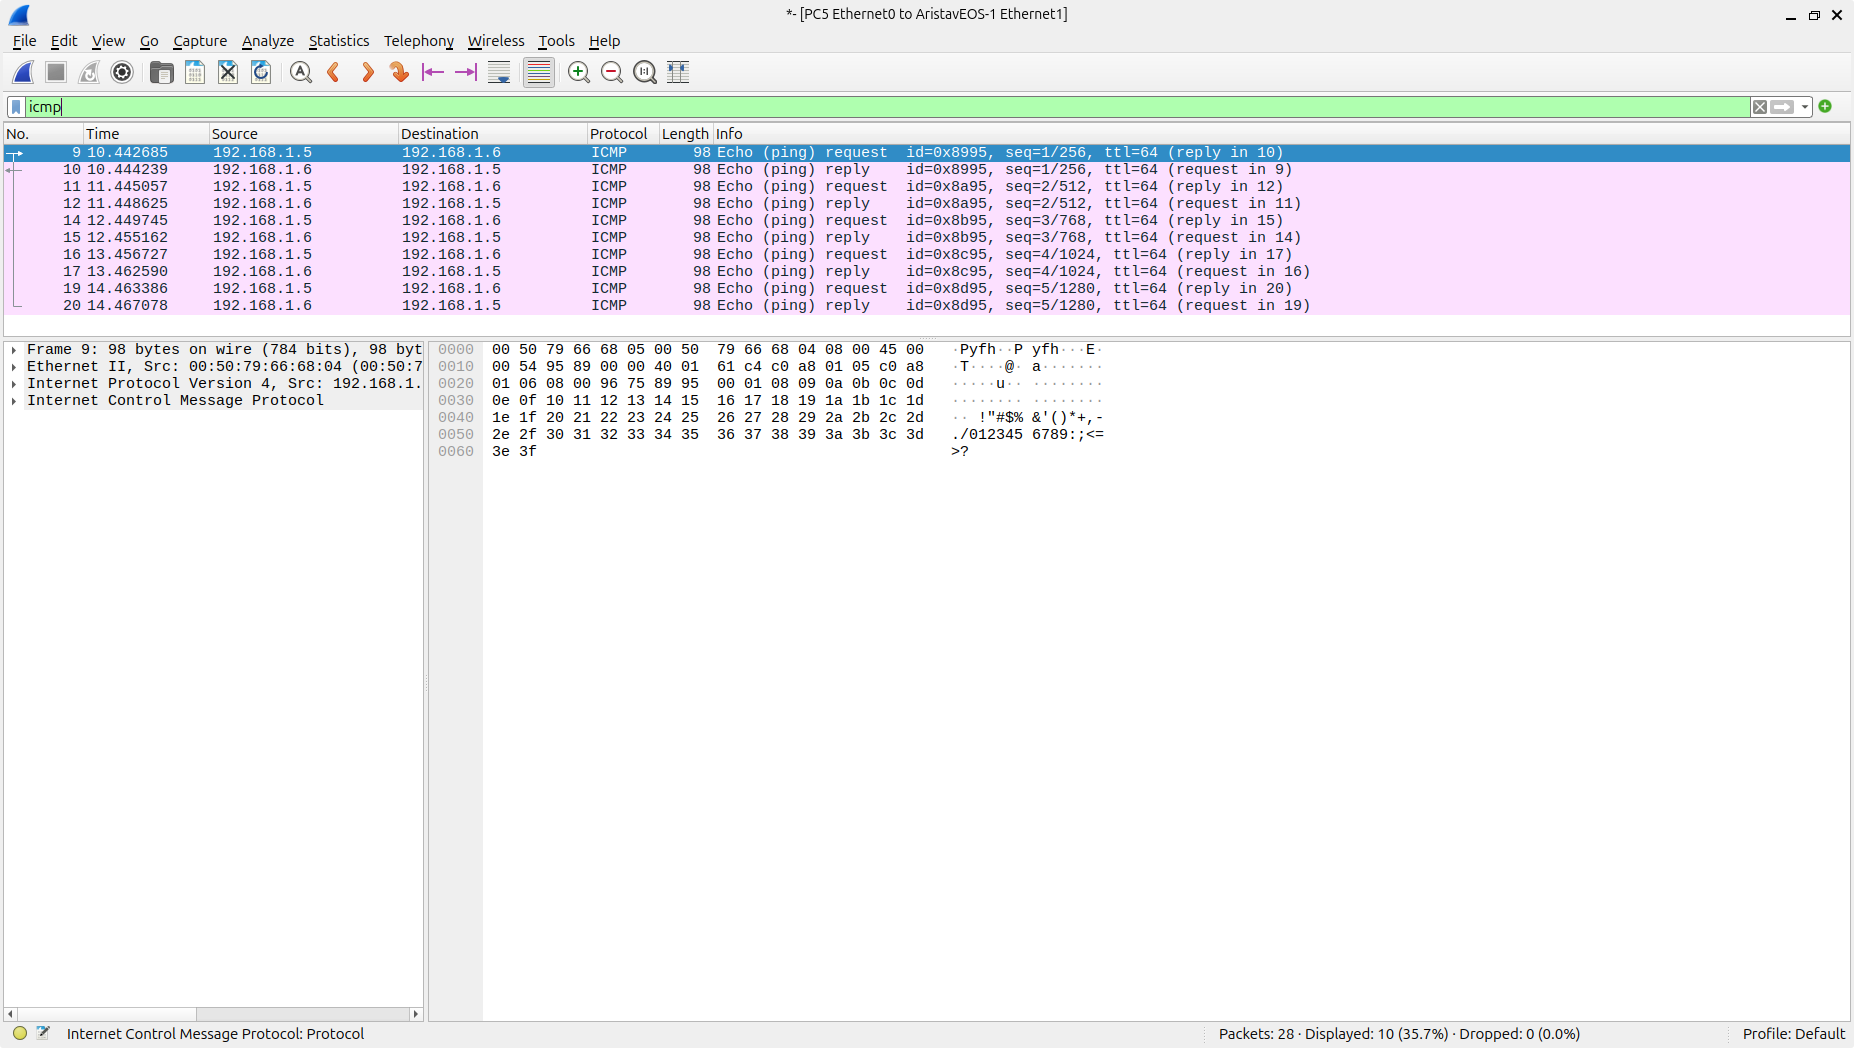 *- [PC5 Ethernet0 to AristavEOS-1 Ethernet1]
File Edit View Go Capture Analyze Statistics Telephony Wireless Tools Help
icmp
No. Time Source Destination Protocol Length Info
9 10.442685 192.168.1.5 192.168.1.6 ICMP 98 Echo (ping) request id=0x8995, seq=1/256, ttl=64 (reply in 10)
10 10.444239 192.168.1.6 192.168.1.5 ICMP 98 Echo (ping) reply id=0x8995, seq=1/256, ttl=64 (request in 9)
11 11.445057 192.168.1.5 192.168.1.6 ICMP 98 Echo (ping) request id=0x8a95, seq=2/512, ttl=64 (reply in 12)
12 11.448625 192.168.1.6 192.168.1.5 ICMP 98 Echo (ping) reply id=0x8a95, seq=2/512, ttl=64 (request in 11)
14 12.449745 192.168.1.5 192.168.1.6 ICMP 98 Echo (ping) request id=0x8b95, seq=3/768, ttl=64 (reply in 15)
15 12.455162 192.168.1.6 192.168.1.5 ICMP 98 Echo (ping) reply id=0x8b95, seq=3/768, ttl=64 (request in 14)
16 13.456727 192.168.1.5 192.168.1.6 ICMP 98 Echo (ping) request id=0x8c95, seq=4/1024, ttl=64 (reply in 17)
17 13.462590 192.168.1.6 192.168.1.5 ICMP 98 Echo (ping) reply id=0x8c95, seq=4/1024, ttl=64 (request in 16)
19 14.463386 192.168.1.5 192.168.1.6 ICMP 98 Echo (ping) request id=0x8d95, seq=5/1280, ttl=64 (reply in 20)
20 14.467078 192.168.1.6 192.168.1.5 ICMP 98 Echo (ping) reply id=0x8d95, seq=5/1280, ttl=64 (request in 19)
Frame 9: 98 bytes on wire (784 bits), 98 byt
Ethernet II, Src: 00:50:79:66:68:04 (00:50:7
Internet Protocol Version 4, Src: 192.168.1.
Internet Control Message Protocol
0000 00 50 79 66 68 05 00 50 79 66 68 04 08 00 45 00 ·Pyfh··P yfh···E·
0010 00 54 95 89 00 00 40 01 61 c4 c0 a8 01 05 c0 a8 ·T····@· a·······
0020 01 06 08 00 96 75 89 95 00 01 08 09 0a 0b 0c 0d ·····u·· ········
0030 0e 0f 10 11 12 13 14 15 16 17 18 19 1a 1b 1c 1d ········ ········
0040 1e 1f 20 21 22 23 24 25 26 27 28 29 2a 2b 2c 2d ·· !"#$% &'()*+,-
0050 2e 2f 30 31 32 33 34 35 36 37 38 39 3a 3b 3c 3d ./012345 6789:;<=
0060 3e 3f >?
Internet Control Message Protocol: Protocol
Packets: 28 · Displayed: 10 (35.7%) · Dropped: 0 (0.0%)
Profile: Default